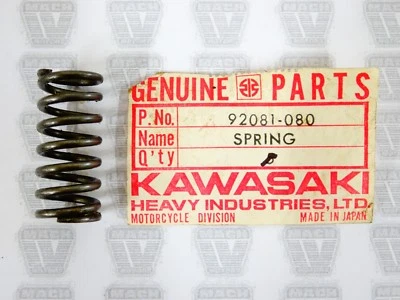 GENUINE PARTS
P.No. 92081-080
Name SPRING
Q'ty
KAWASAKI
HEAVY INDUSTRIES, LTD.
MOTORCYCLE DIVISION MADE IN JAPAN